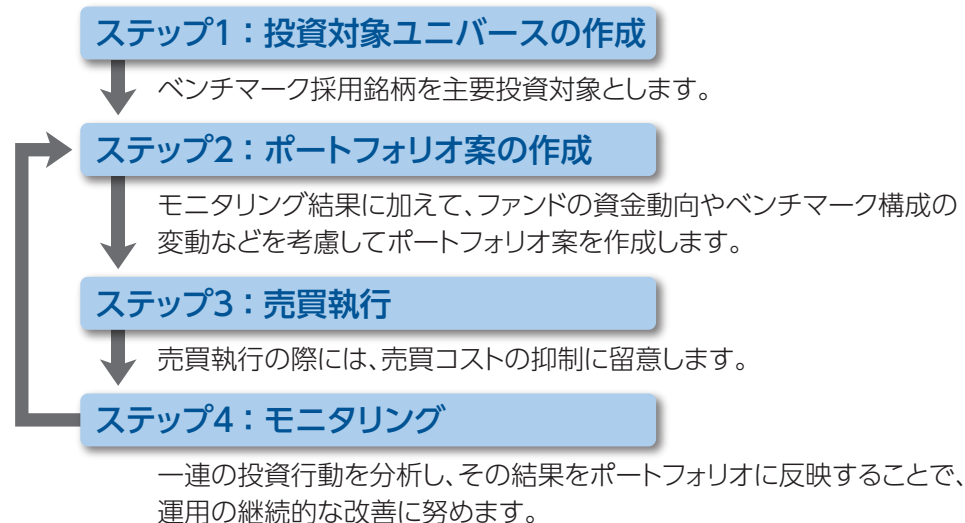 ステップ1：投資対象ユニバースの作成
ベンチマーク採用銘柄を主要投資対象とします。
ステップ2：ポートフォリオ案の作成
モニタリング結果に加えて、ファンドの資金動向やベンチマーク構成の
変動などを考慮してポートフォリオ案を作成します。
ステップ3：売買執行
売買執行の際には、売買コストの抑制に留意します。
ステップ4：モニタリング
一連の投資行動を分析し、その結果をポートフォリオに反映することで、
運用の継続的な改善に努めます。